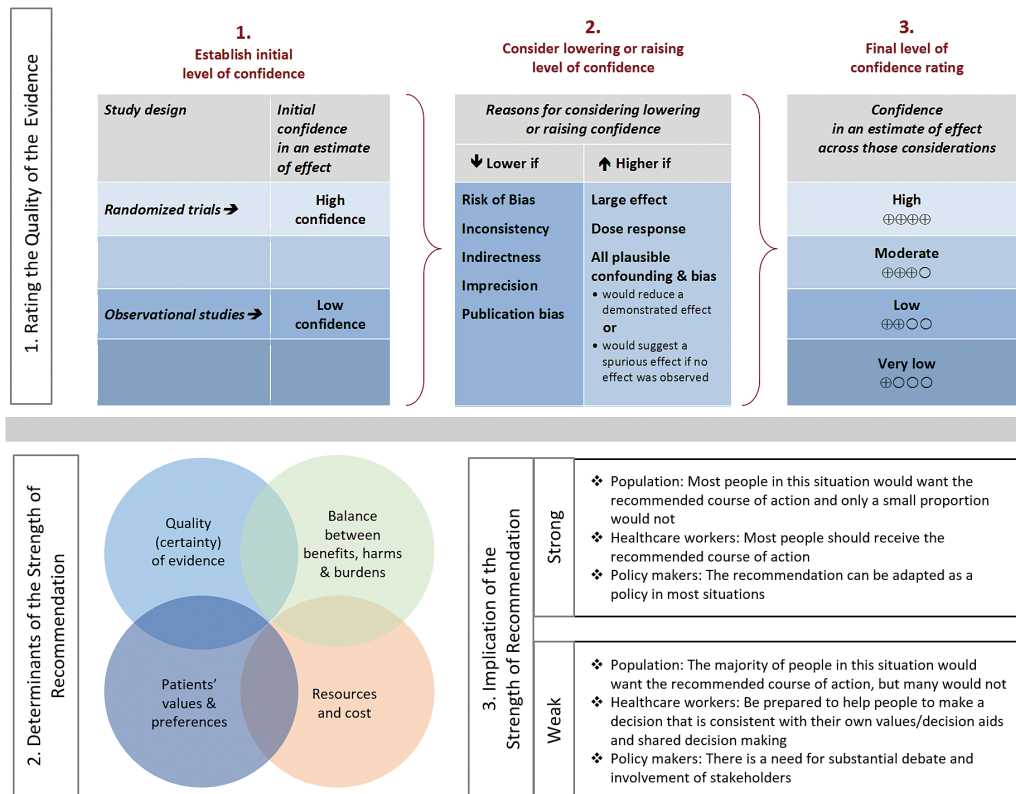 1. Rating the Quality of the Evidence
1.
Establish initial
level of confidence
2.
Consider lowering or raising
level of confidence
3.
Final level of
confidence rating
Study design
Initial
confidence
in an estimate
of effect
Randomized trials ➔
High
confidence
Observational studies ➔
Low
confidence
Reasons for considering lowering
or raising confidence
🡻 Lower if
🡹 Higher if
Risk of Bias
Inconsistency
Indirectness
Imprecision
Publication bias
Large effect
Dose response
All plausible
confounding & bias
• would reduce a
demonstrated effect
or
• would suggest a
spurious effect if no
effect was observed
Confidence
in an estimate of effect
across those considerations
High
⊕⊕⊕⊕
Moderate
⊕⊕⊕○
Low
⊕⊕○○
Very low
⊕○○○
2. Determinants of the Strength of
Recommendation
Quality
(certainty)
of evidence
Balance
between
benefits, harms
& burdens
Patients’
values &
preferences
Resources
and cost
3. Implication of the
Strength of Recommendation
Strong
❖ Population: Most people in this situation would want the
recommended course of action and only a small proportion
would not
❖ Healthcare workers: Most people should receive the
recommended course of action
❖ Policy makers: The recommendation can be adapted as a
policy in most situations
Weak
❖ Population: The majority of people in this situation would
want the recommended course of action, but many would not
❖ Healthcare workers: Be prepared to help people to make a
decision that is consistent with their own values/decision aids
and shared decision making
❖ Policy makers: There is a need for substantial debate and
involvement of stakeholders